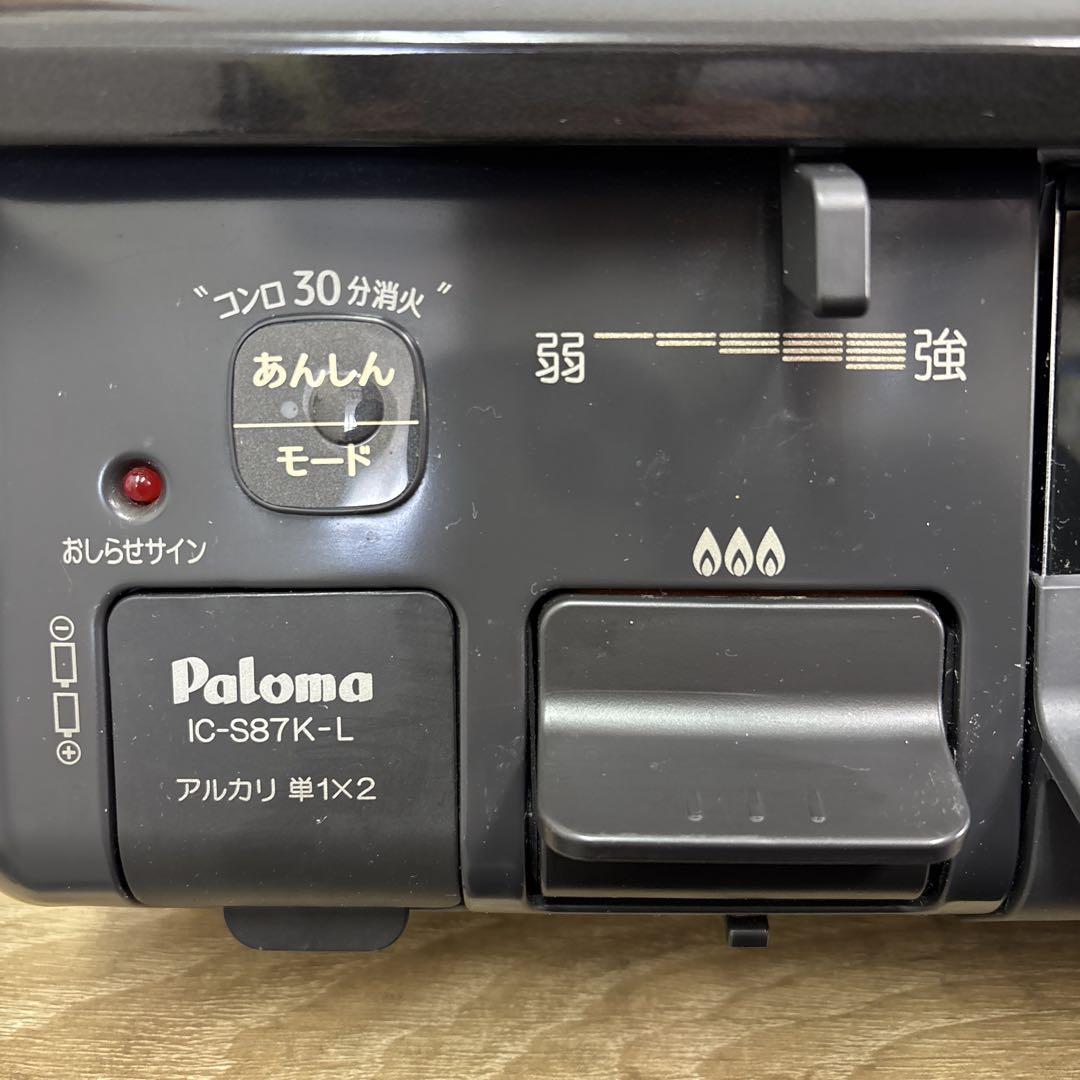 〝コンロ30分消火〟
あんしん
モード
弱 強
おしらせサイン
Paloma
IC-S87K-L
アルカリ 単1×2